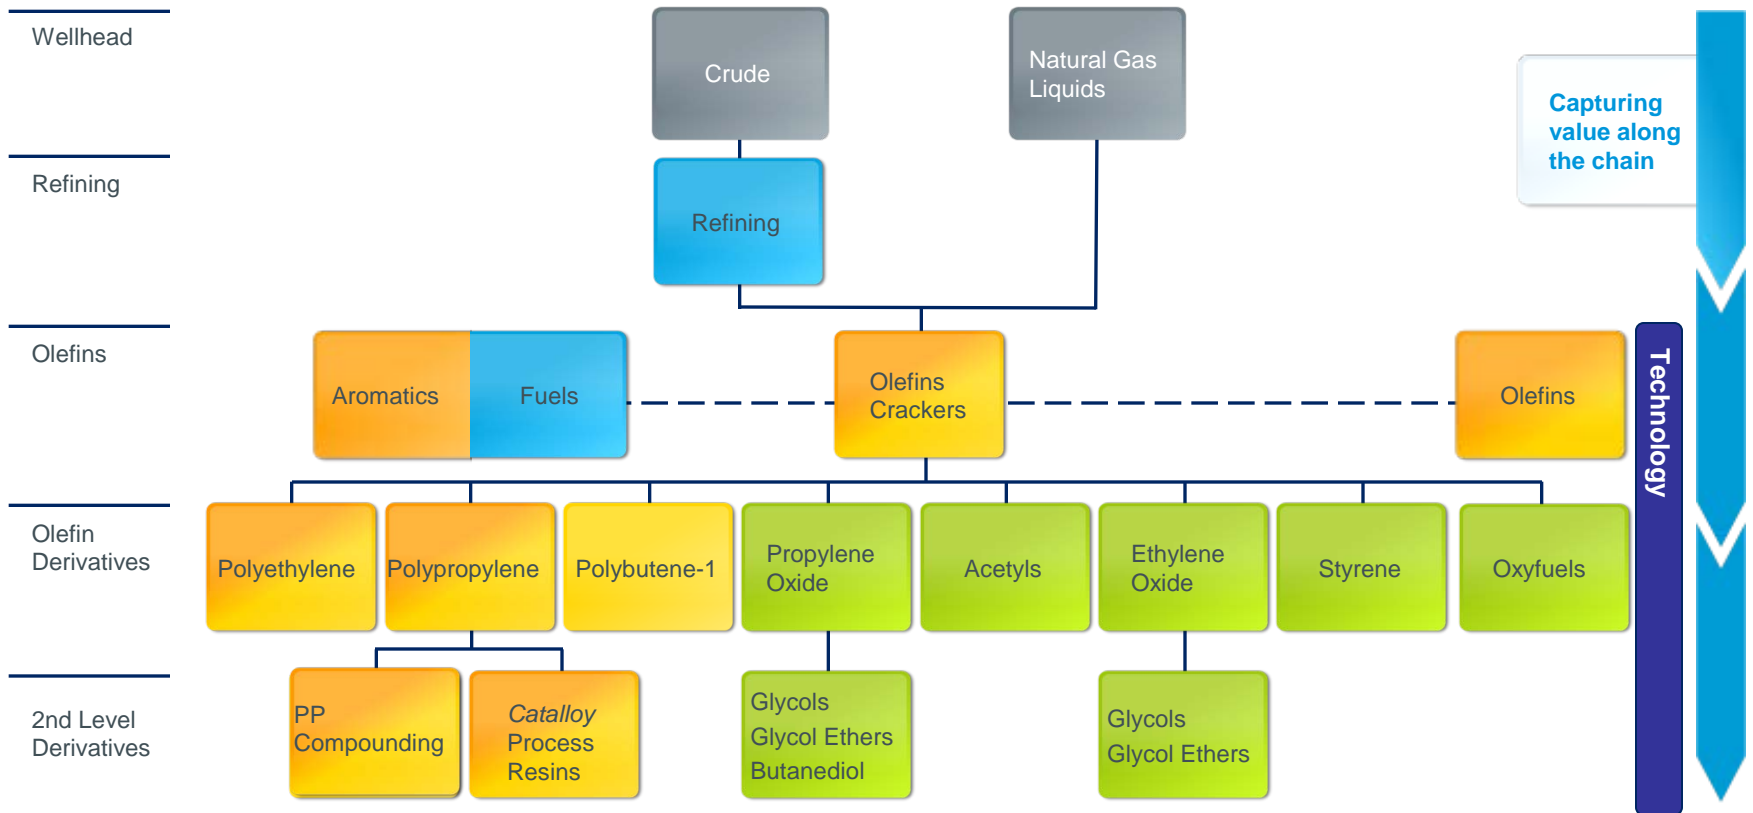 Wellhead
Crude
Natural Gas
Liquids
Capturing
value along
the chain
Refining
Refining
Olefins
Aromatics
Fuels
Olefins
Crackers
Olefins
Technology
Olefin
Derivatives
Polyethylene
Polypropylene
Polybutene-1
Propylene
Oxide
Acetyls
Ethylene
Oxide
Styrene
Oxyfuels
2nd Level
Derivatives
PP
Compounding
Catalloy
Process
Resins
Glycols
Glycol Ethers
Butanediol
Glycols
Glycol Ethers